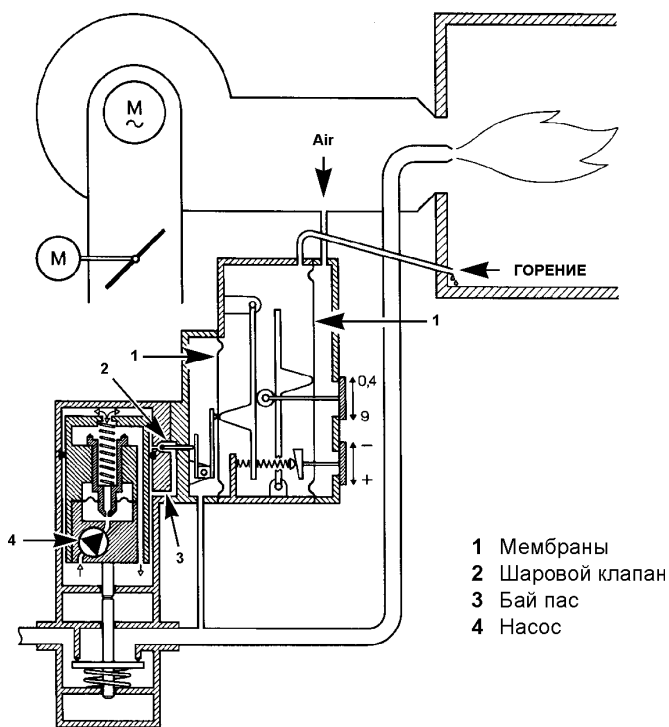 M
~
Air
M
ГОРЕНИЕ
1
1
2
0,4
9
−
+
4
3
1 Мембраны
2 Шаровой клапан
3 Бай пас
4 Насос